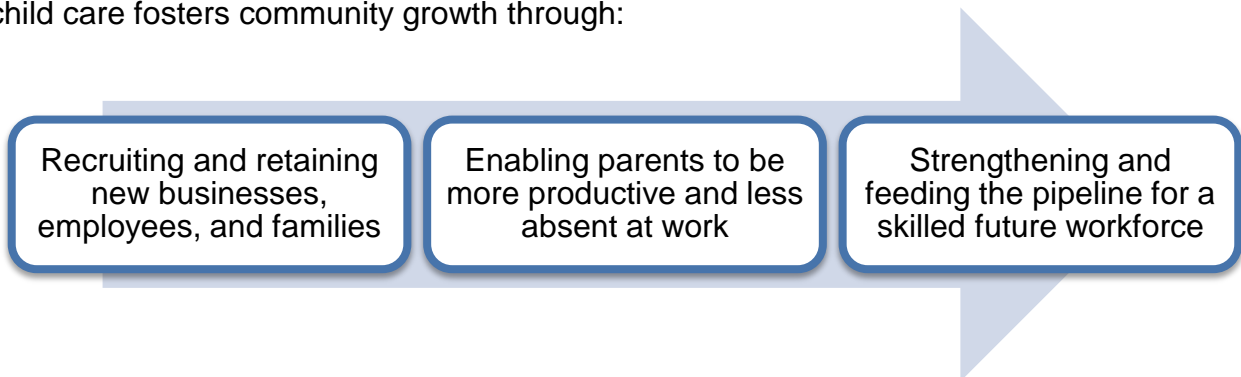 child care fosters community growth through:
Recruiting and retaining
new businesses,
employees, and families
Enabling parents to be
more productive and less
absent at work
Strengthening and
feeding the pipeline for a
skilled future workforce